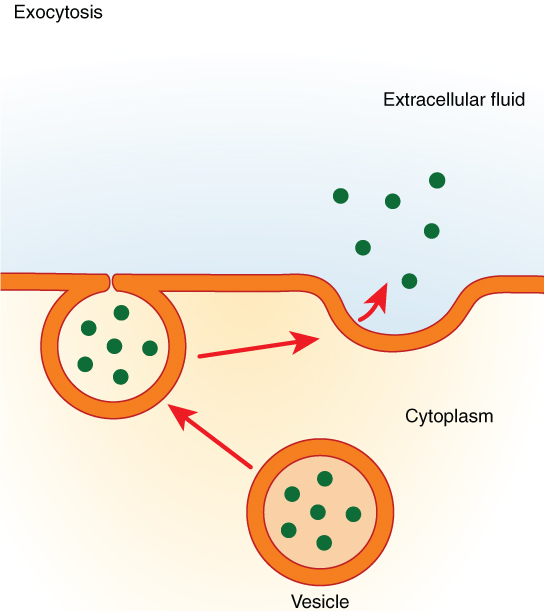 Exocytosis
Extracellular fluid
Cytoplasm
Vesicle